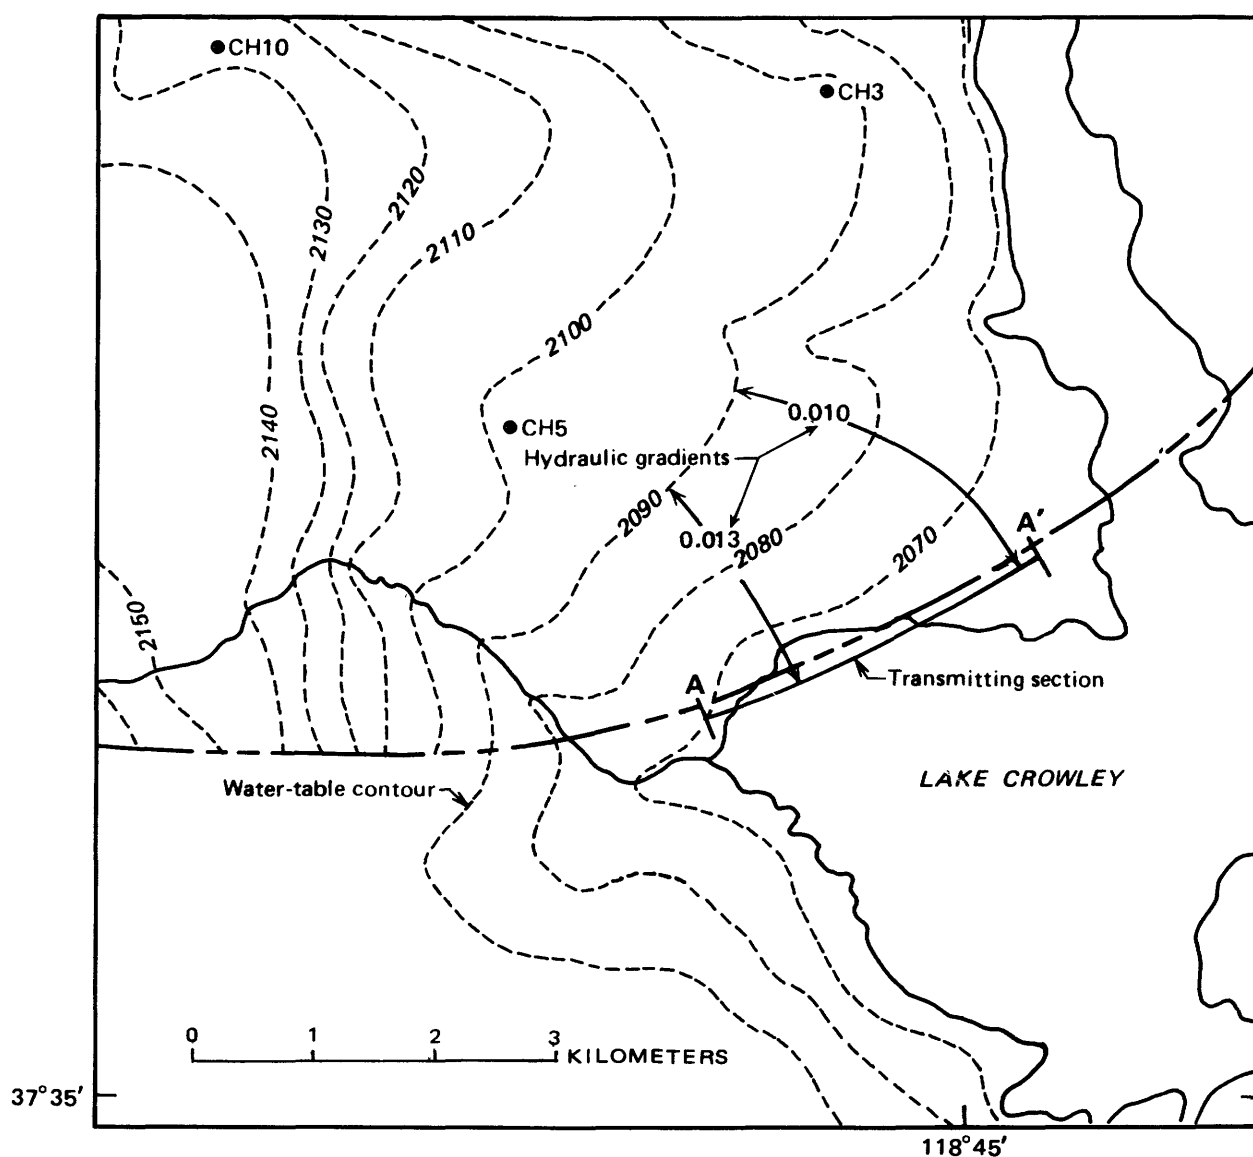 CH10
CH3
2130
2120
2110
2100
2140
CH5
0.010
Hydraulic gradients
2090
0.013
2080
2070
A'
2150
A
Transmitting section
Water-table contour
LAKE CROWLEY
0 1 2 3 KILOMETERS
37°35'
118°45'